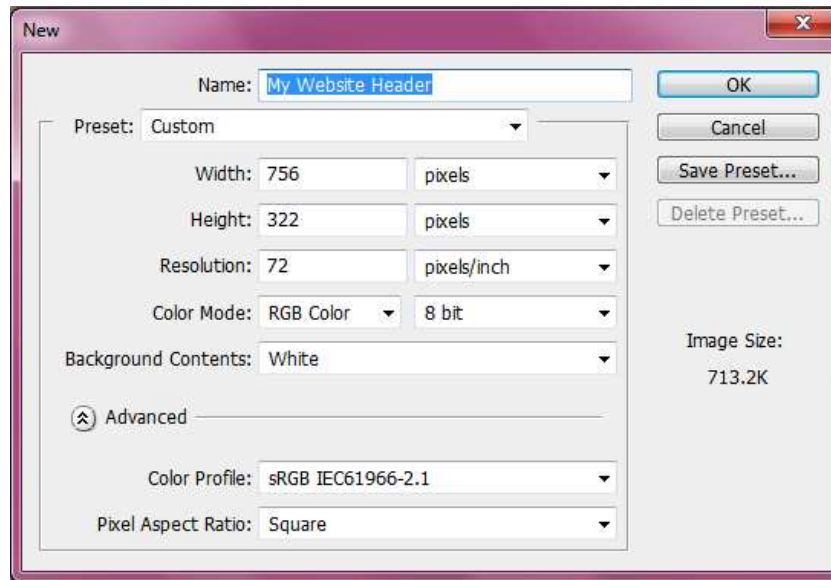 New
Name: My Website Header
OK
Preset: Custom
Cancel
Width: 756 pixels
Save Preset...
Height: 322 pixels
Delete Preset...
Resolution: 72 pixels/inch
Color Mode: RGB Color 8 bit
Image Size:
Background Contents: White
713.2K
Advanced
Color Profile: sRGB IEC61966-2.1
Pixel Aspect Ratio: Square